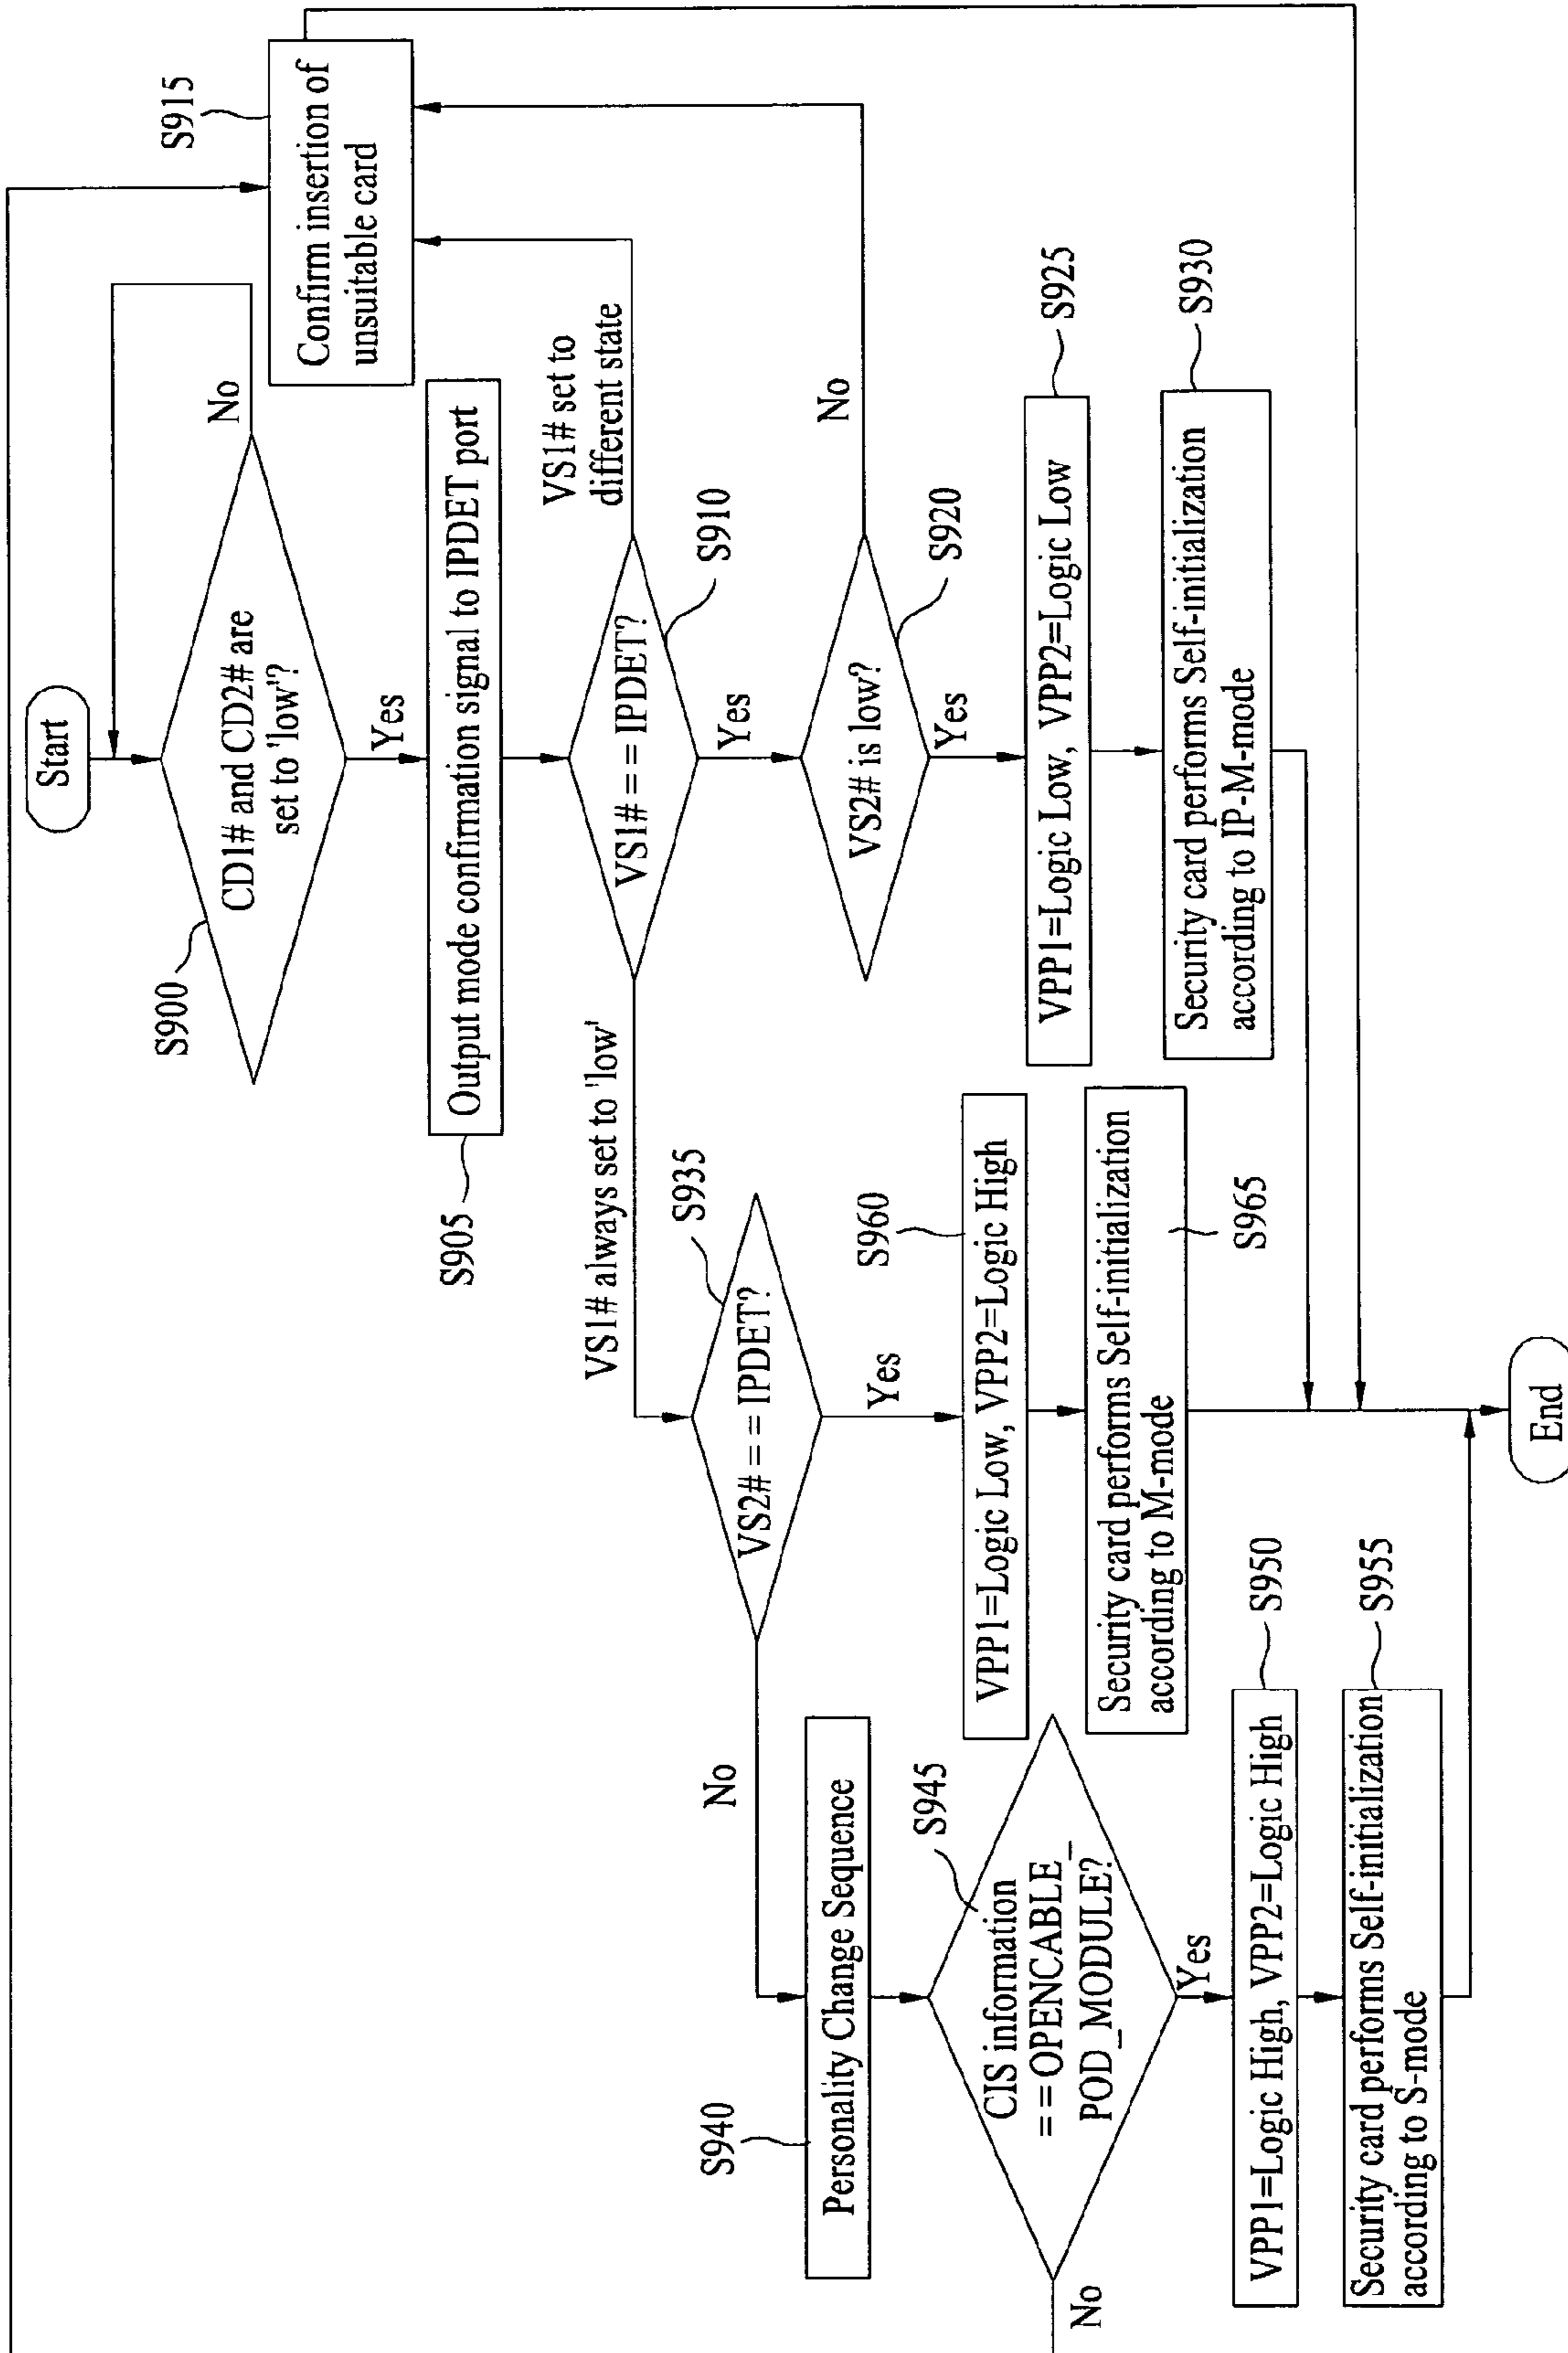 Start
CD1# and CD2# are
set to 'low'?
S900
No
Yes
Output mode confirmation signal to IPDET port
S905
VS1# = = IPDET?
S910
VS1# always set to 'low'
VS1# set to
different state
Yes
Confirm insertion of
unsuitable card
S915
VS2# is low?
S920
No
Yes
VPP1=Logic Low, VPP2=Logic Low
S925
Security card performs Self-initialization
according to IP-M-mode
S930
VS2# = = IPDET?
S935
No
Yes
VPP1=Logic Low, VPP2=Logic High
S960
Security card performs Self-initialization
according to M-mode
S965
Personality Change Sequence
S940
CIS information
= = OPENCABLE_
POD_MODULE?
S945
No
Yes
VPP1=Logic High, VPP2=Logic High
S950
Security card performs Self-initialization
according to S-mode
S955
End